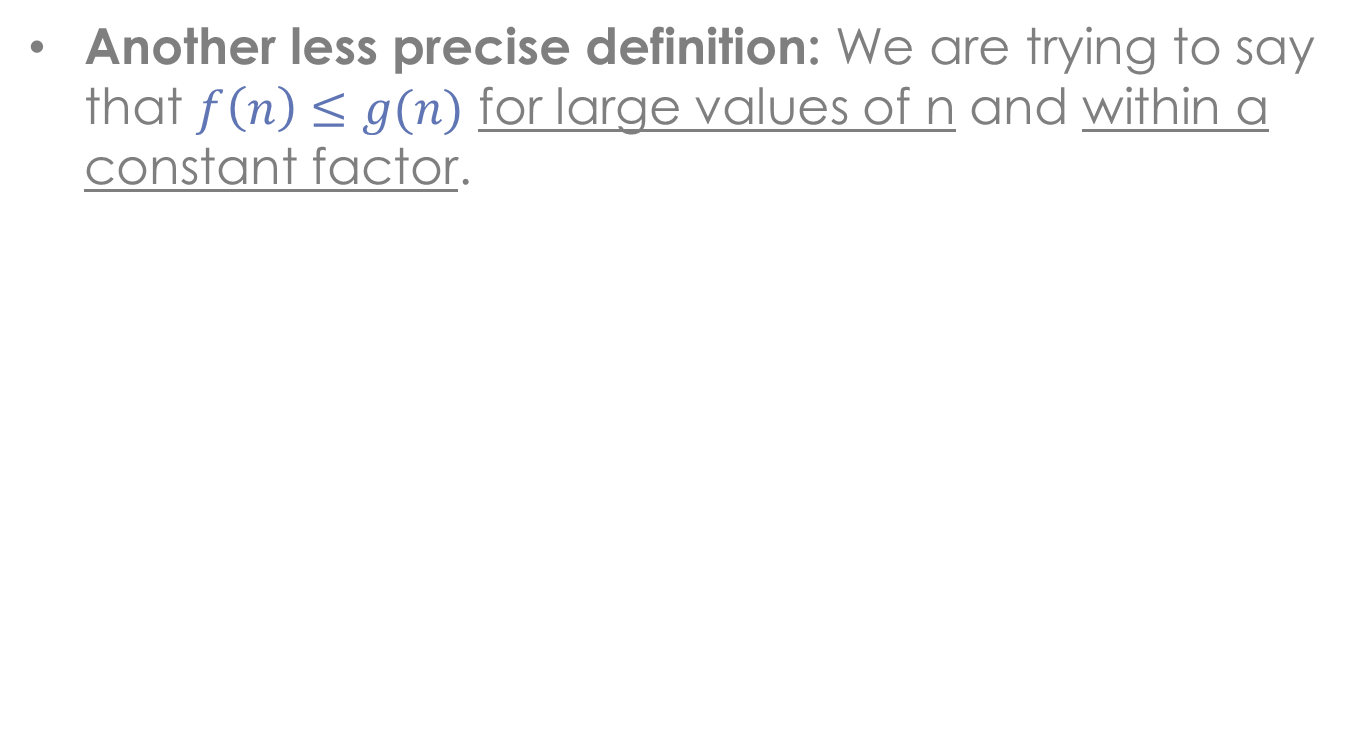 • Another less precise definition: We are trying to say
that f(n) ≤ g(n) for large values of n and within a
constant factor.